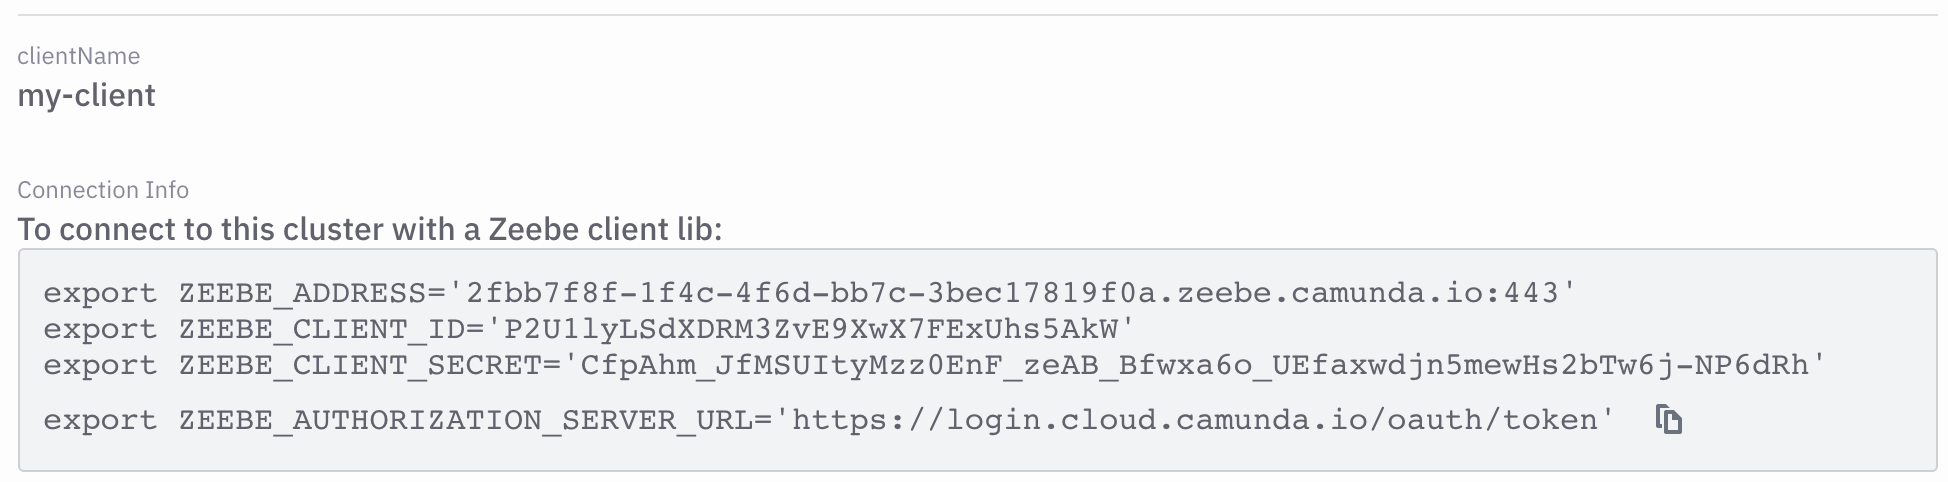 clientName
my-client
Connection Info
To connect to this cluster with a Zeebe client lib:
export ZEEBE_ADDRESS='2fbb7f8f-1f4c-4f6d-bb7c-3bec17819f0a.zeebe.camunda.io:443'
export ZEEBE_CLIENT_ID='P2U1lyLSdXDRM3ZvE9XwX7FExUhs5AkW'
export ZEEBE_CLIENT_SECRET='CfpAhm_JfMSUItyMzz0EnF_zeAB_Bfwxa6o_UEfaxwdjn5mewHs2bTw6j-NP6dRh'
export ZEEBE_AUTHORIZATION_SERVER_URL='https://login.cloud.camunda.io/oauth/token'